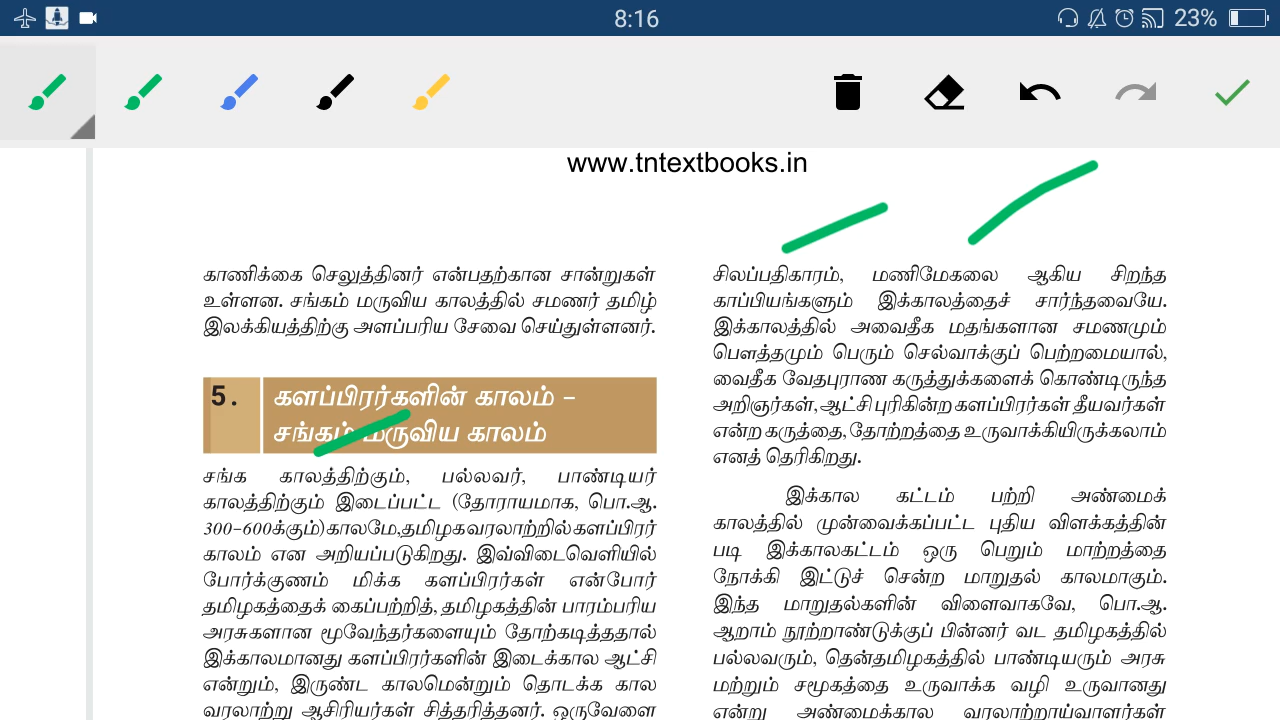 8:16
23%
www.tntextbooks.in
காணிக்கை செலுத்தினர் என்பதற்கான சான்றுகள்
உள்ளன. சங்கம் மருவிய காலத்தில் சமணர் தமிழ்
இலக்கியத்திற்கு அளப்பரிய சேவை செய்துள்ளனர்.
5. களப்பிரர்களின் காலம் –
சங்கம் மருவிய காலம்
சங்க காலத்திற்கும், பல்லவர், பாண்டியர்
காலத்திற்கும் இடைப்பட்ட (தோராயமாக, பொ.ஆ.
300-600க்கும்) காலமே, தமிழக வரலாற்றில் களப்பிரர்
காலம் என அறியப்படுகிறது. இவ்விடைவெளியில்
போர்க்குணம் மிக்க களப்பிரர்கள் என்போர்
தமிழகத்தைக் கைப்பற்றித், தமிழகத்தின் பாரம்பரிய
அரசுகளான மூவேந்தர்களையும் தோற்கடித்ததால்
இக்காலமானது களப்பிரர்களின் இடைக்கால ஆட்சி
என்றும், இருண்ட காலமென்றும் தொடக்க கால
வரலாற்று ஆசிரியர்கள் சித்தரித்தனர். ஒருவேளை
சிலப்பதிகாரம், மணிமேகலை ஆகிய சிறந்த
காப்பியங்களும் இக்காலத்தைச் சார்ந்தவையே.
இக்காலத்தில் அவைதீக மதங்களான சமணமும்
பௌத்தமும் பெரும் செல்வாக்குப் பெற்றமையால்,
வைதீக வேதபுராண கருத்துக்களைக் கொண்டிருந்த
அறிஞர்கள், ஆட்சி புரிகின்ற களப்பிரர்கள் தீயவர்கள்
என்ற கருத்தை, தோற்றத்தை உருவாக்கியிருக்கலாம்
எனத் தெரிகிறது.
இக்கால கட்டம் பற்றி அண்மைக்
காலத்தில் முன்வைக்கப்பட்ட புதிய விளக்கத்தின்
படி இக்காலகட்டம் ஒரு பெறும் மாற்றத்தை
நோக்கி இட்டுச் சென்ற மாறுதல் காலமாகும்.
இந்த மாறுதல்களின் விளைவாகவே, பொ.ஆ.
ஆறாம் நூற்றாண்டுக்குப் பின்னர் வட தமிழகத்தில்
பல்லவரும், தென்தமிழகத்தில் பாண்டியரும் அரசு
மற்றும் சமூகத்தை உருவாக்க வழி உருவானது
என்று அண்மைக்கால வரலாற்றாய்வாளர்கள்